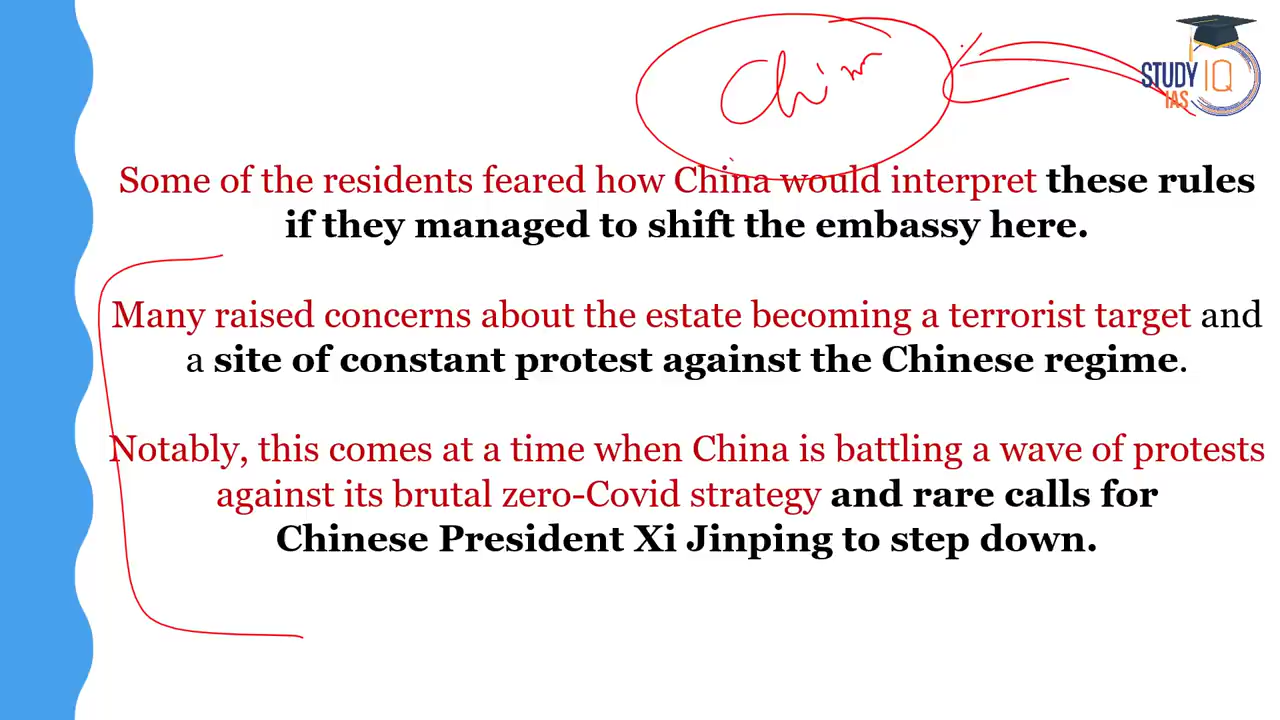 Chin
STUDY IQ
IAS
Some of the residents feared how China would interpret these rules
if they managed to shift the embassy here.
Many raised concerns about the estate becoming a terrorist target and
a site of constant protest against the Chinese regime.
Notably, this comes at a time when China is battling a wave of protests
against its brutal zero-Covid strategy and rare calls for
Chinese President Xi Jinping to step down.